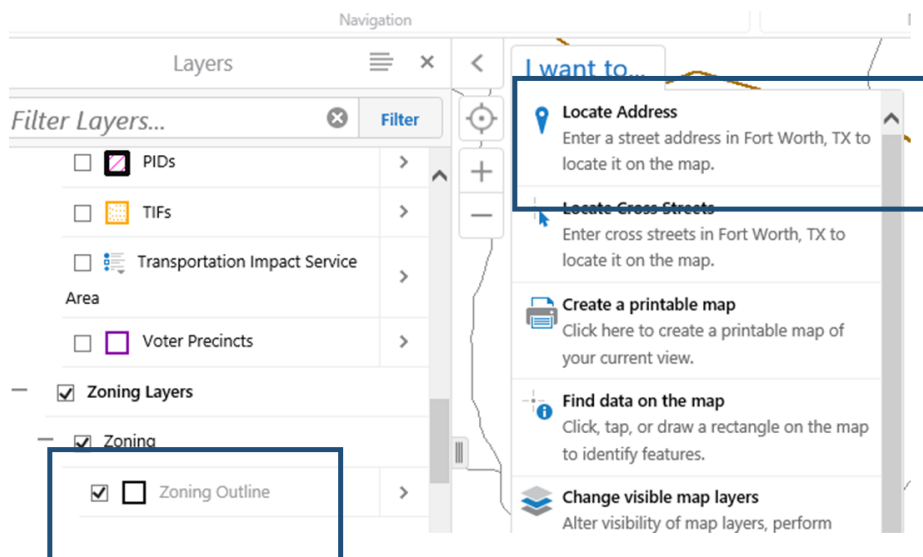 Navigation
Layers
Filter Layers...
Filter
PIDs
TIFs
Transportation Impact Service
Area
Voter Precincts
Zoning Layers
Zoning
Zoning Outline
I want to...
Locate Address
Enter a street address in Fort Worth, TX to
locate it on the map.
Locate Cross Streets
Enter cross streets in Fort Worth, TX to
locate it on the map.
Create a printable map
Click here to create a printable map of
your current view.
Find data on the map
Click, tap, or draw a rectangle on the map
to identify features.
Change visible map layers
Alter visibility of map layers, perform